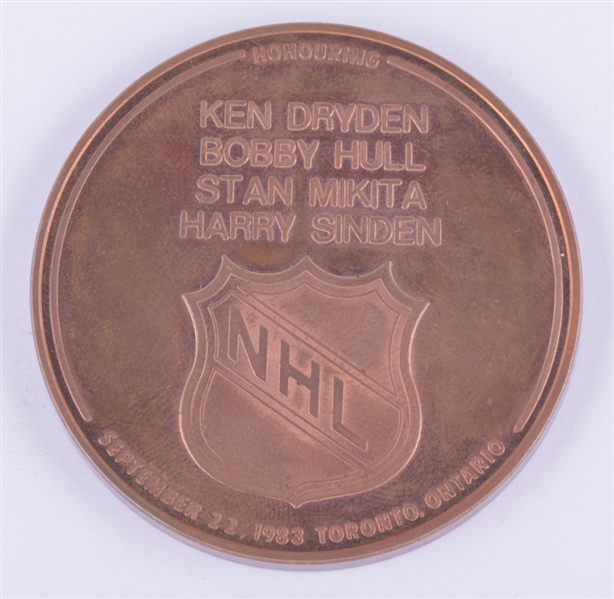 HONOURING
KEN DRYDEN
BOBBY HULL
STAN MIKITA
HARRY SINDEN
NHL
SEPTEMBER 22, 1983 TORONTO, ONTARIO